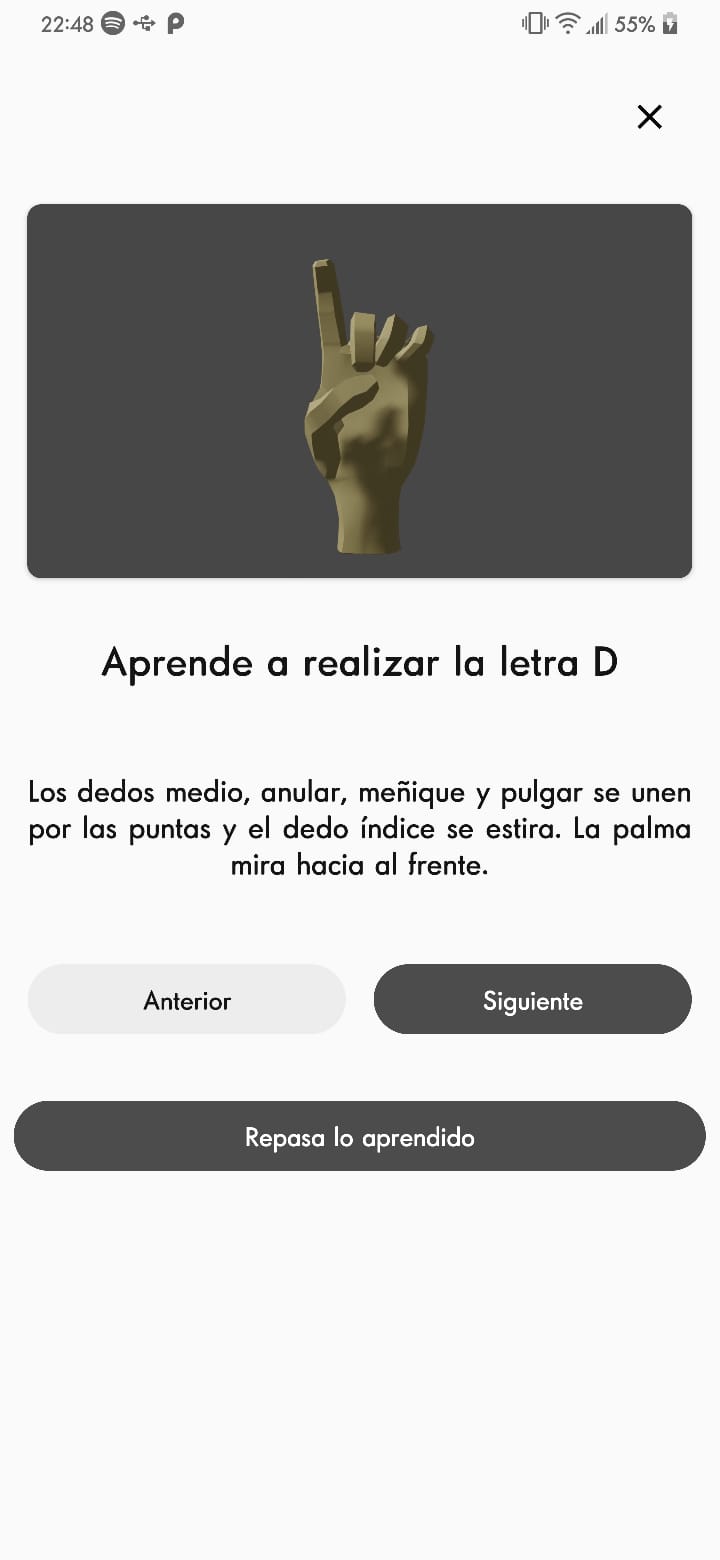 22:48
55%
Aprende a realizar la letra D
Los dedos medio, anular, meñique y pulgar se unen
por las puntas y el dedo índice se estira. La palma
mira hacia al frente.
Anterior
Siguiente
Repasa lo aprendido